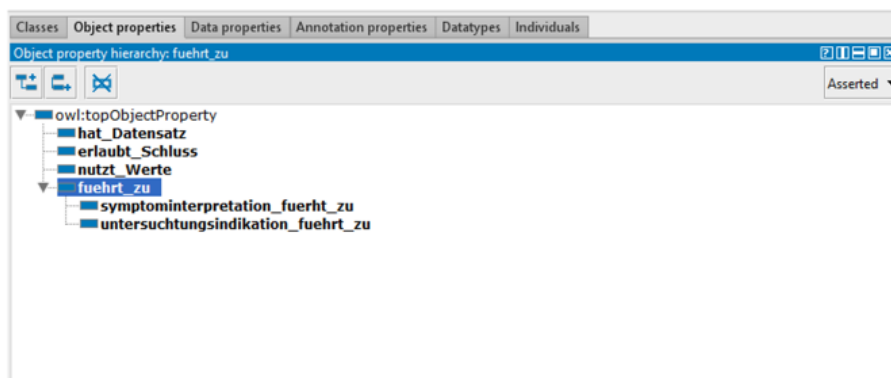 Classes Object properties Data properties Annotation properties Datatypes Individuals
Object property hierarchy: fuehrt_zu
Asserted
owl:topObjectProperty
hat_Datensatz
erlaubt_Schluss
nutzt_Werte
fuehrt_zu
symptominterpretation_fuerht_zu
untersuchtungsindikation_fuehrt_zu